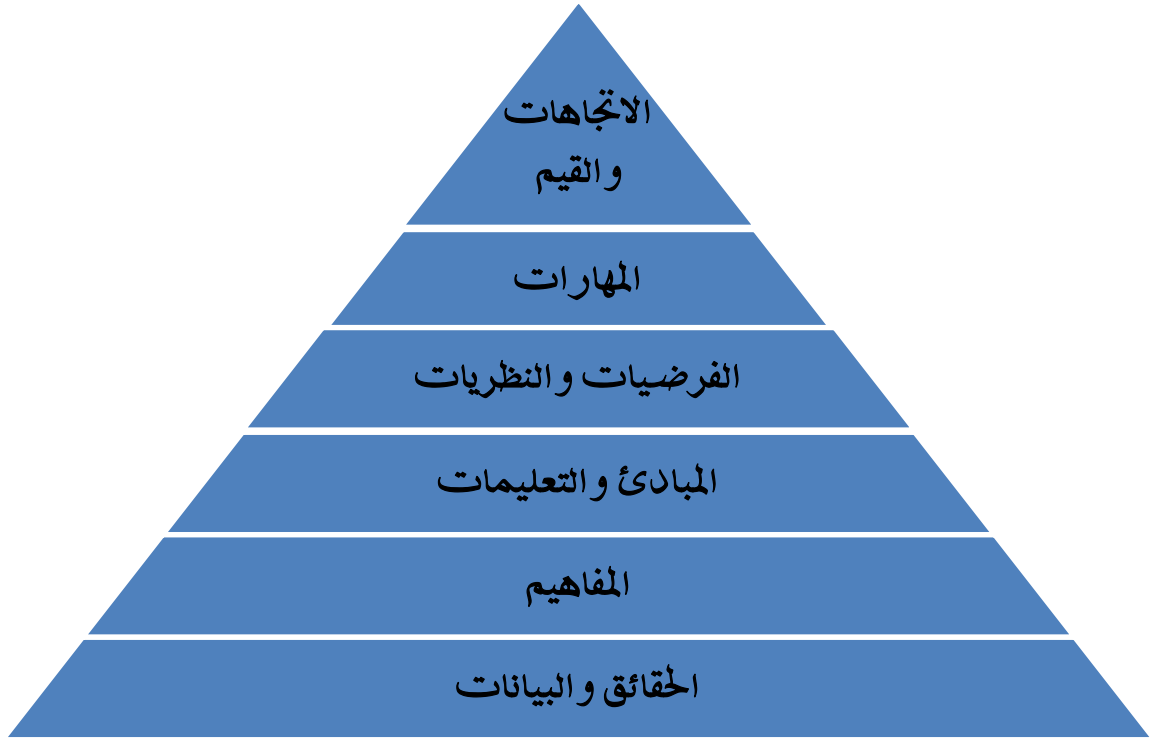 الاتجاهات
والقيم
المهارات
الفرضيات والنظريات
المبادئ والتعليمات
المفاهيم
الحقائق والبيانات